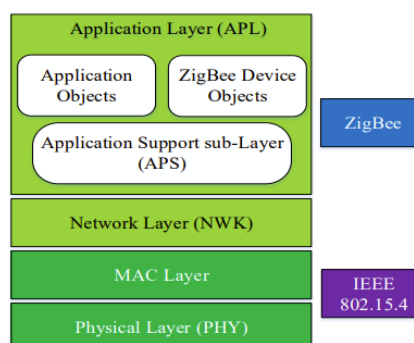 Application Layer (APL)
Application
Objects
ZigBee Device
Objects
Application Support sub-Layer
(APS)
ZigBee
Network Layer (NWK)
MAC Layer
IEEE
802.15.4
Physical Layer (PHY)